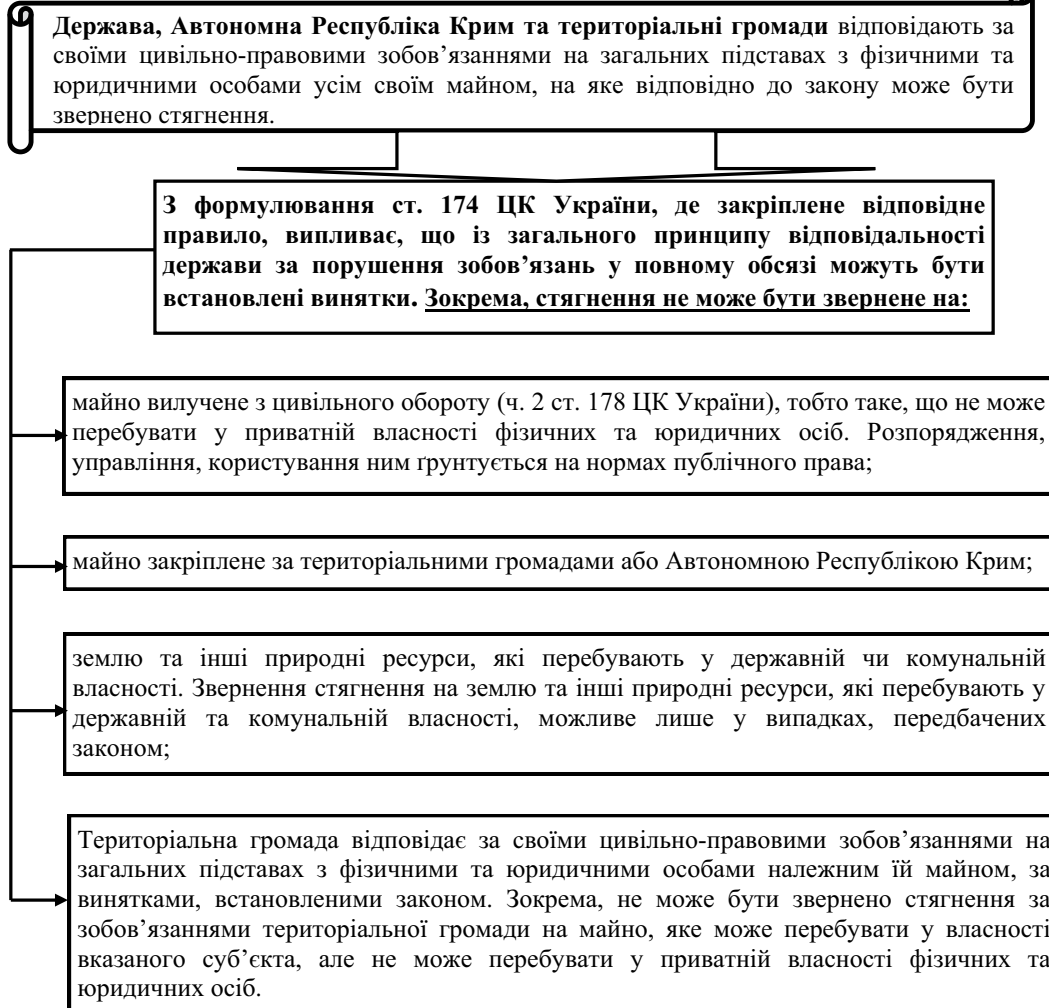 Держава, Автономна Республіка Крим та територіальні громади відповідають за
своїми цивільно-правовими зобов’язаннями на загальних підставах з фізичними та
юридичними особами усім своїм майном, на яке відповідно до закону може бути
звернено стягнення.
З формулювання ст. 174 ЦК України, де закріплене відповідне
правило, випливає, що із загального принципу відповідальності
держави за порушення зобов’язань у повному обсязі можуть бути
встановлені винятки. Зокрема, стягнення не може бути звернене на:
майно вилучене з цивільного обороту (ч. 2 ст. 178 ЦК України), тобто таке, що не може
перебувати у приватній власності фізичних та юридичних осіб. Розпорядження,
управління, користування ним ґрунтується на нормах публічного права;
майно закріплене за територіальними громадами або Автономною Республікою Крим;
землю та інші природні ресурси, які перебувають у державній чи комунальній
власності. Звернення стягнення на землю та інші природні ресурси, які перебувають у
державній та комунальній власності, можливе лише у випадках, передбачених
законом;
Територіальна громада відповідає за своїми цивільно-правовими зобов’язаннями на
загальних підставах з фізичними та юридичними особами належним їй майном, за
винятками, встановленими законом. Зокрема, не може бути звернено стягнення за
зобов’язаннями територіальної громади на майно, яке може перебувати у власності
вказаного суб’єкта, але не може перебувати у приватній власності фізичних та
юридичних осіб.